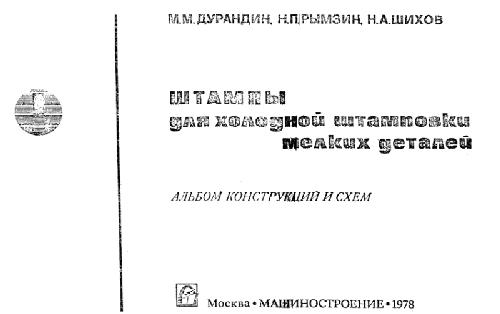 М.М.ДУРАНДИН, Н.П.РЫМЗИН, Н.А.ШИХОВ
ШТАМПЫ
для холодной штамповки
мелких деталей
АЛЬБОМ КОНСТРУКЦИЙ И СХЕМ
Москва • МАШИНОСТРОЕНИЕ • 1978